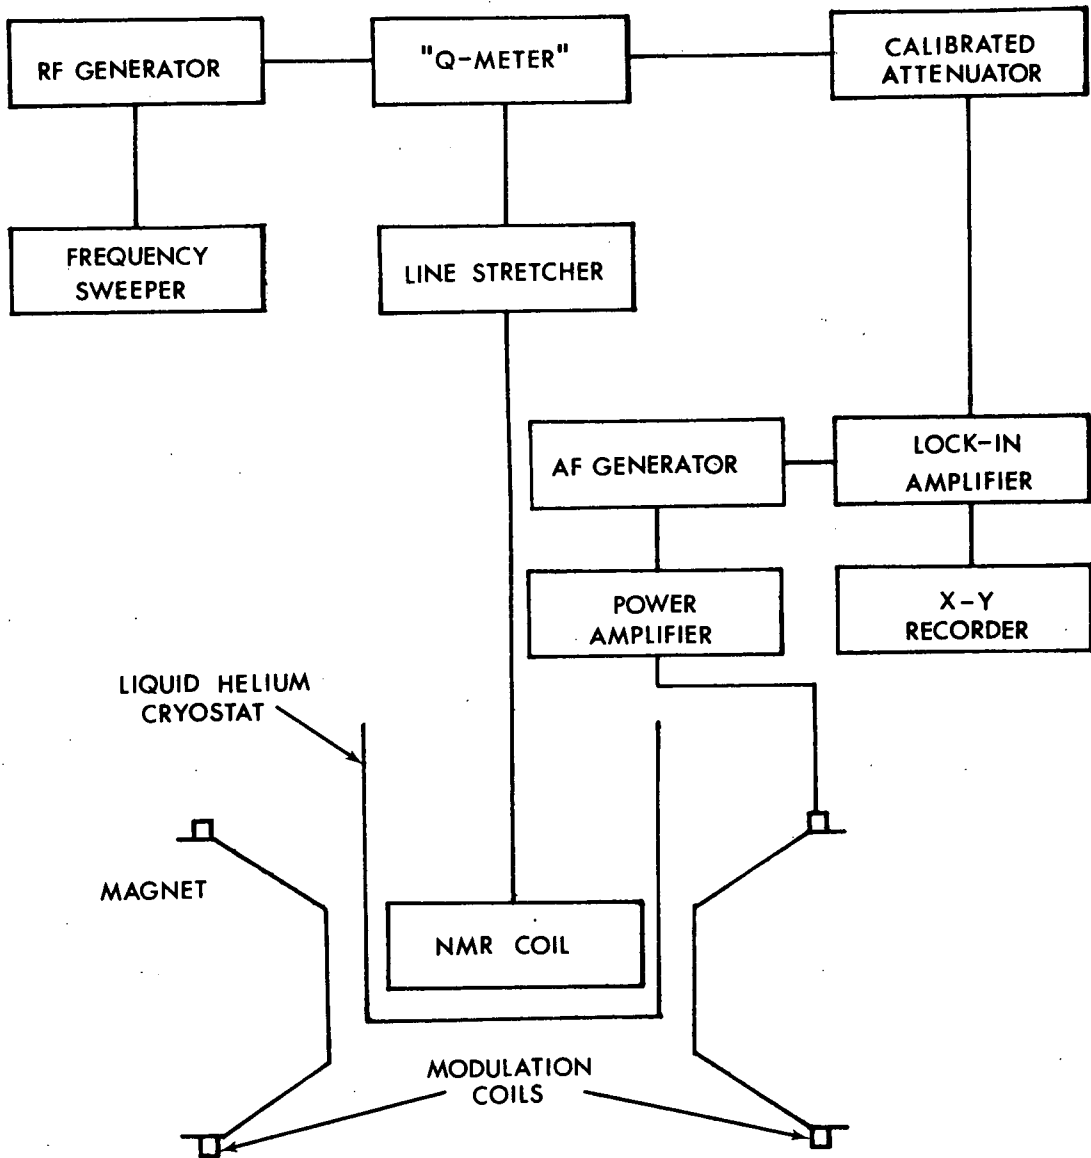 RF GENERATOR
"Q-METER"
CALIBRATED
ATTENUATOR
FREQUENCY
SWEEPER
LINE STRETCHER
AF GENERATOR
LOCK-IN
AMPLIFIER
POWER
AMPLIFIER
X-Y
RECORDER
LIQUID HELIUM
CRYOSTAT
MAGNET
NMR COIL
MODULATION
COILS